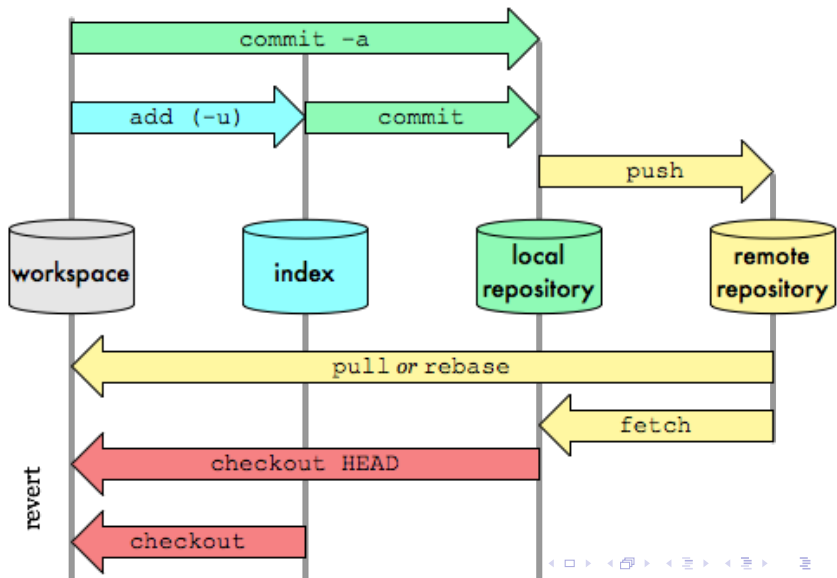 commit -a
add (-u)
commit
push
workspace
index
local
repository
remote
repository
pull or rebase
fetch
checkout HEAD
revert
checkout